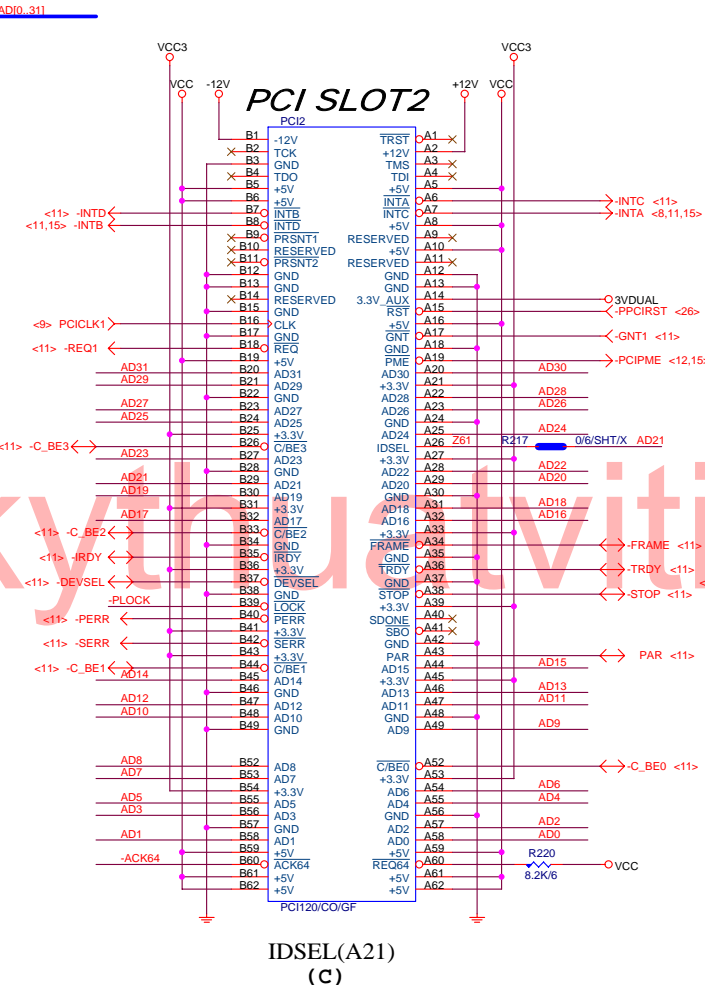 AD[0..31]
VCC3 VCC3
VCC -12V +12V VCC
PCI SLOT2
PCI2
B1 -12V TRST A1
B2 TCK +12V A2
B3 GND TMS A3
B4 TDO TDI A4
B5 +5V +5V A5
B6 +5V INTA A6 -INTC <11>
<11> -INTD B7 INTB INTC A7 -INTA <8,11,15>
<11,15> -INTB B8 INTD +5V A8
B9 PRSNT1 RESERVED A9
B10 RESERVED +5V A10
B11 PRSNT2 RESERVED A11
B12 GND GND A12
B13 GND GND A13
B14 RESERVED 3.3V_AUX A14 3VDUAL
B15 GND RST A15 -PPCIRST <26>
<9> PCICLK1 B16 CLK +5V A16
B17 GND GNT A17 -GNT1 <11>
<11> -REQ1 B18 REQ GND A18
B19 +5V PME A19 -PCIPME <12,15>
AD31 B20 AD31 AD30 A20 AD30
AD29 B21 AD29 +3.3V A21
B22 GND AD28 A22 AD28
AD27 B23 AD27 AD26 A23 AD26
AD25 B24 AD25 GND A24
B25 +3.3V AD24 A25 AD24
<11> -C_BE3 B26 C/BE3 IDSEL A26 Z61 R217 0/6/SHT/X AD21
AD23 B27 AD23 +3.3V A27
B28 GND AD22 A28 AD22
AD21 B29 AD21 AD20 A29 AD20
AD19 B30 AD19 GND A30
B31 +3.3V AD18 A31 AD18
AD17 B32 AD17 AD16 A32 AD16
<11> -C_BE2 B33 C/BE2 +3.3V A33
B34 GND FRAME A34 -FRAME <11>
<11> -IRDY B35 IRDY GND A35
B36 +3.3V TRDY A36 -TRDY <11>
<11> -DEVSEL B37 DEVSEL GND A37
B38 GND STOP A38 -STOP <11>
-PLOCK B39 LOCK +3.3V A39
<11> -PERR B40 PERR SDONE A40
B41 +3.3V SBO A41
<11> -SERR B42 SERR GND A42
B43 +3.3V PAR A43 PAR <11>
<11> -C_BE1 B44 C/BE1 AD15 A44 AD15
AD14 B45 AD14 +3.3V A45
B46 GND AD13 A46 AD13
AD12 B47 AD12 AD11 A47 AD11
AD10 B48 AD10 GND A48
B49 GND AD9 A49 AD9
AD8 B52 AD8 C/BE0 A52 -C_BE0 <11>
AD7 B53 AD7 +3.3V A53
B54 +3.3V AD6 A54 AD6
AD5 B55 AD5 AD4 A55 AD4
AD3 B56 AD3 GND A56
B57 GND AD2 A57 AD2
AD1 B58 AD1 AD0 A58 AD0
B59 +5V +5V A59
-ACK64 B60 ACK64 REQ64 A60 R220 8.2K/6 VCC
B61 +5V +5V A61
B62 +5V +5V A62
PCI120/CO/GF
IDSEL(A21)
(C)
kythuatviti